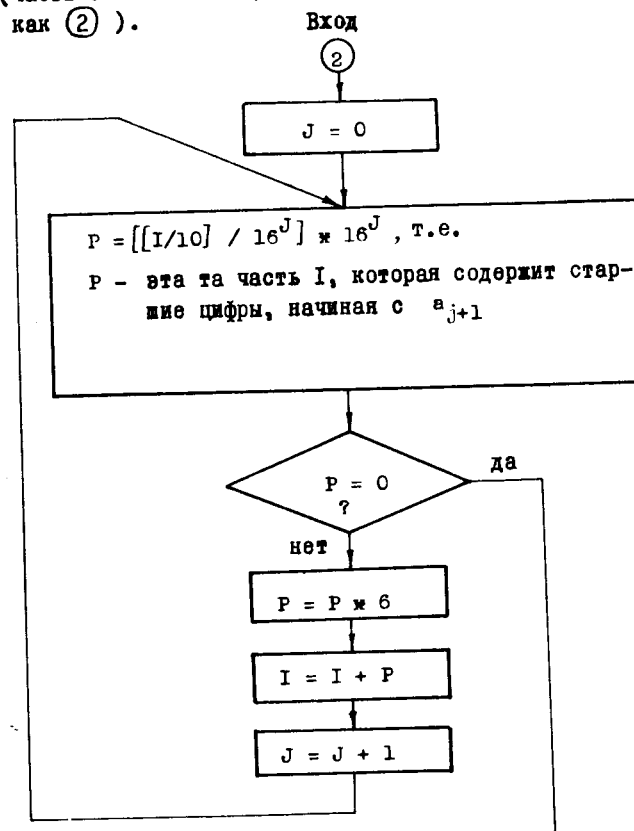 как ② ).
Вход
2
J = 0
P = [[I/10] / 16^J] ж 16^J , т.е.
P - эта та часть I, которая содержит стар-
шие цифры, начиная с a_{j+1}
P = 0
?
да
нет
P = P ж 6
I = I + P
J = J + 1